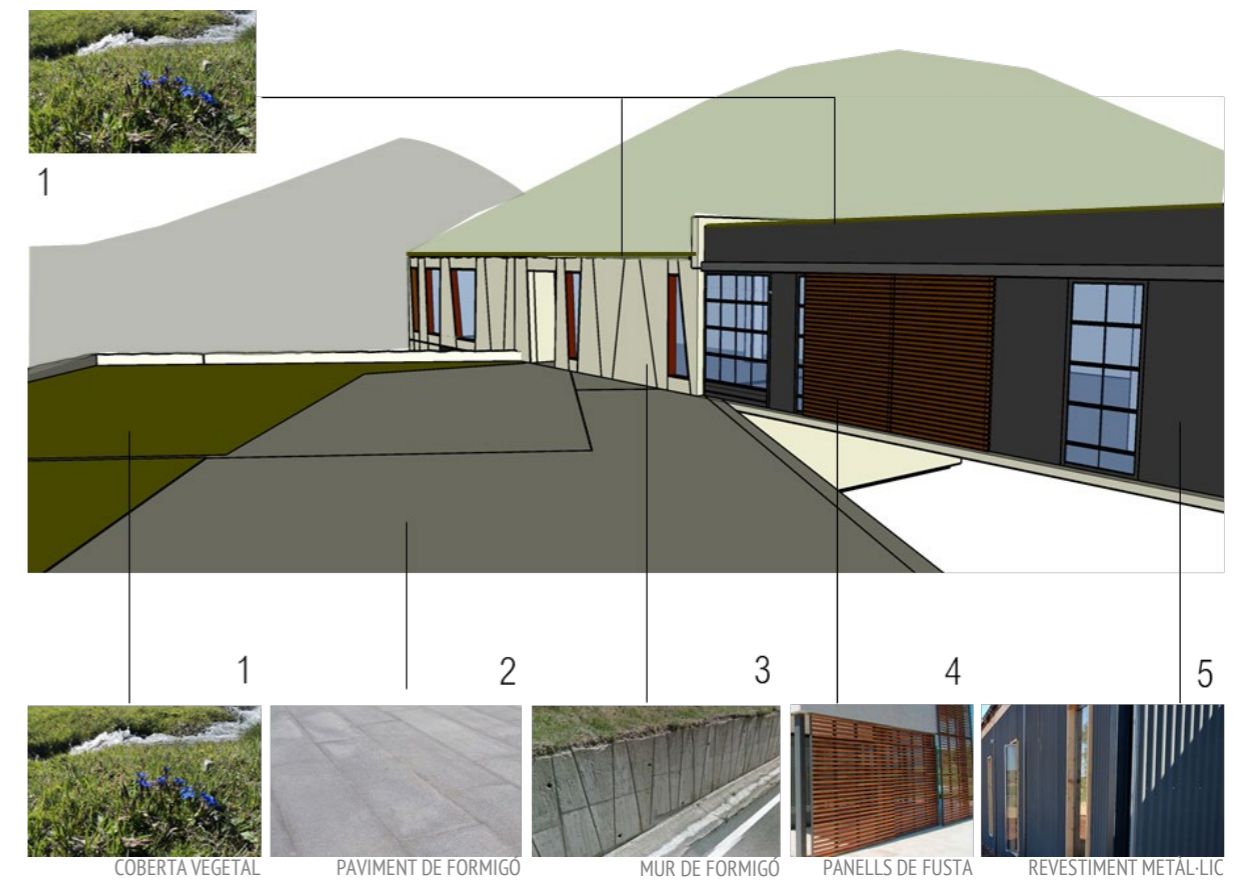 1
1
2
3
4
5
COBERTA VEGETAL
PAVIMENT DE FORMIGÓ
MUR DE FORMIGÓ
PANELLS DE FUSTA
REVESTIMENT METÀL·LIC